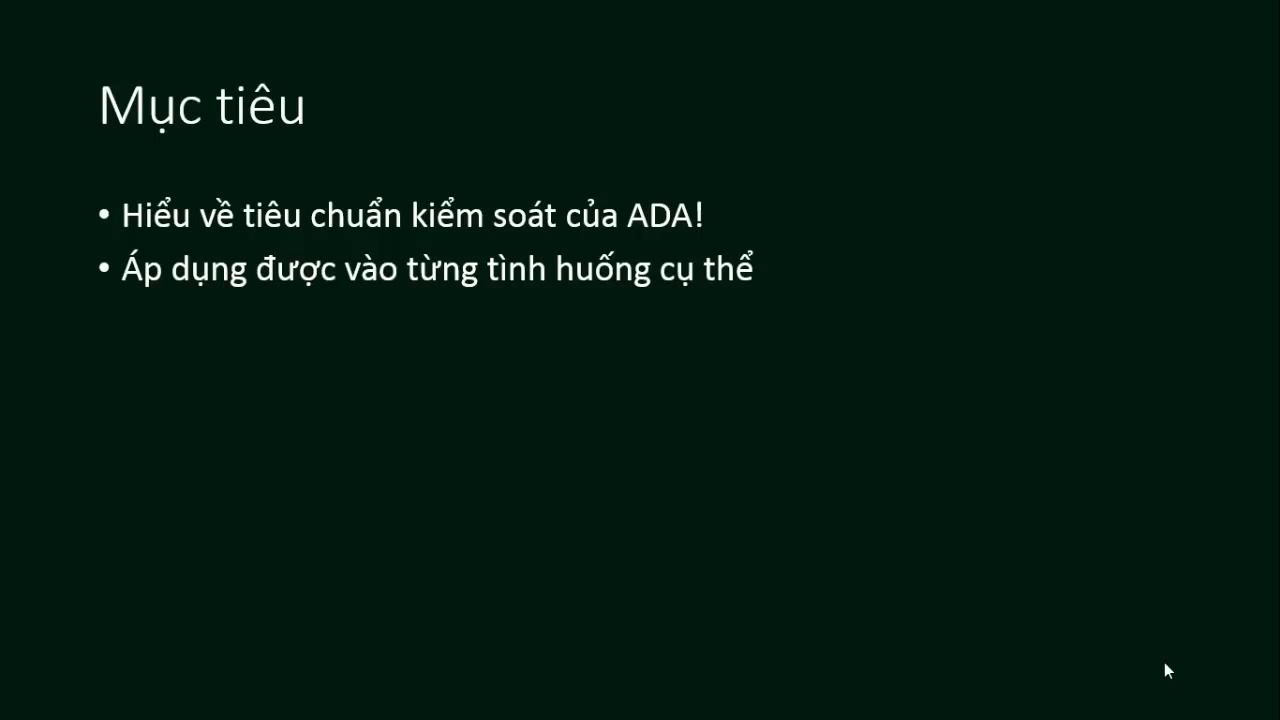 Mục tiêu
• Hiểu về tiêu chuẩn kiểm soát của ADA!
• Áp dụng được vào từng tình huống cụ thể